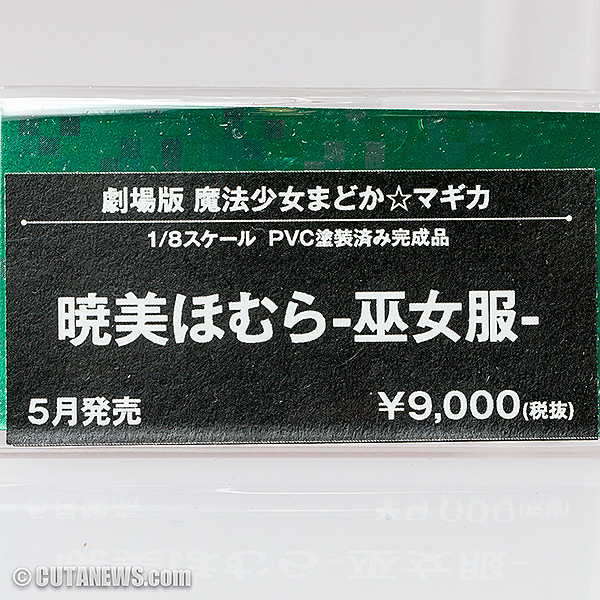 劇場版 魔法少女まどか☆マギカ
1/8スケール PVC塗装済み完成品
暁美ほむら-巫女服-
5月発売 ¥9,000(税抜)
© CUTANEWS.com